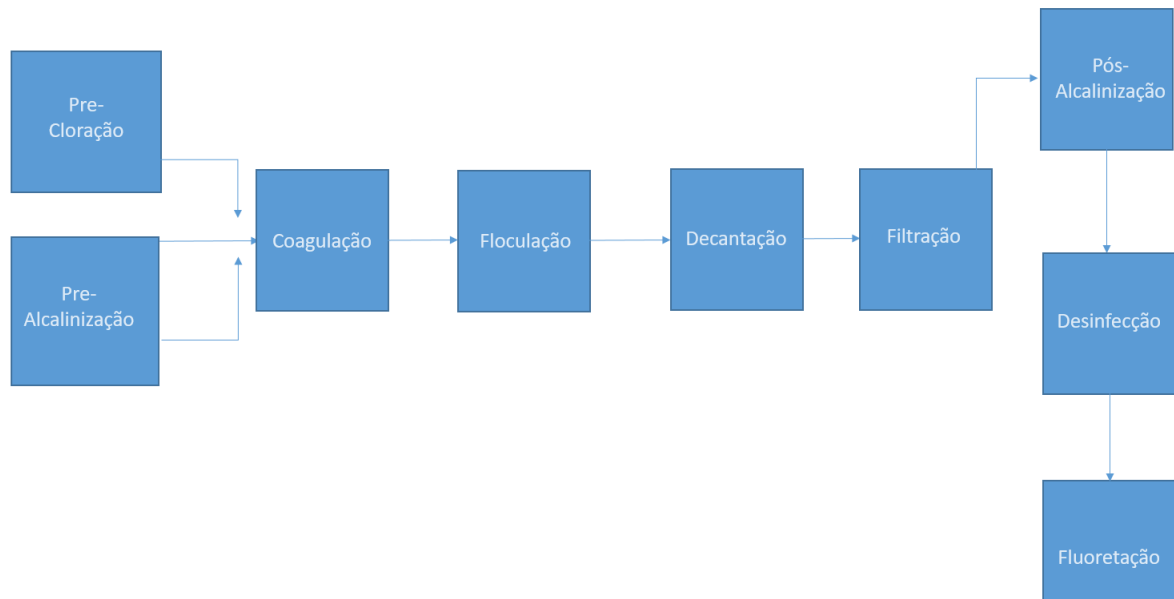 Pre-
Cloração
Pre-
Alcalinização
Coagulação
Floculação
Decantação
Filtração
Pós-
Alcalinização
Desinfecção
Fluoretação